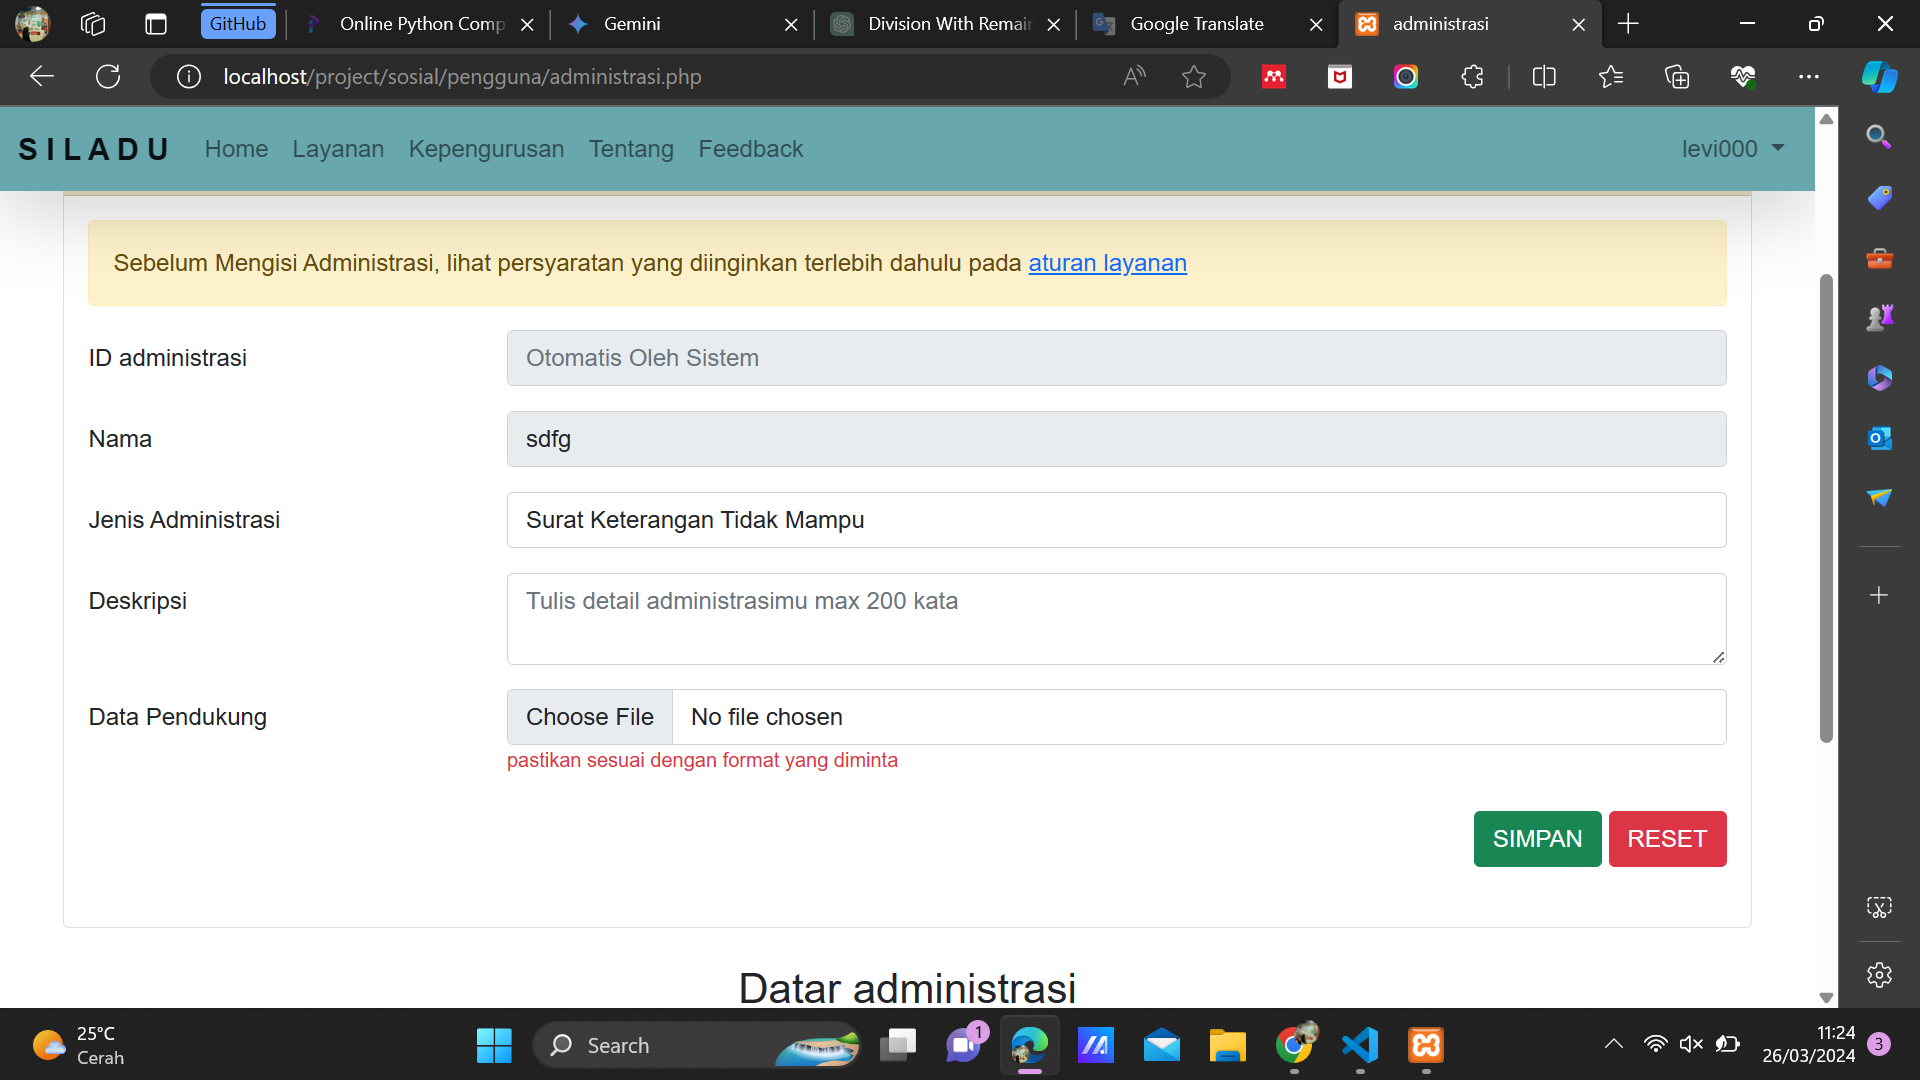 GitHub
Online Python Comp
Gemini
Division With Remain
Google Translate
administrasi
localhost/project/sosial/pengguna/administrasi.php
SILADU
Home
Layanan
Kepengurusan
Tentang
Feedback
levi000
Sebelum Mengisi Administrasi, lihat persyaratan yang diinginkan terlebih dahulu pada aturan layanan
ID administrasi
Otomatis Oleh Sistem
Nama
sdfg
Jenis Administrasi
Surat Keterangan Tidak Mampu
Deskripsi
Tulis detail administrasimu max 200 kata
Data Pendukung
Choose File
No file chosen
pastikan sesuai dengan format yang diminta
SIMPAN
RESET
Datar administrasi
25°C
Cerah
Search
1
11:24
26/03/2024
3